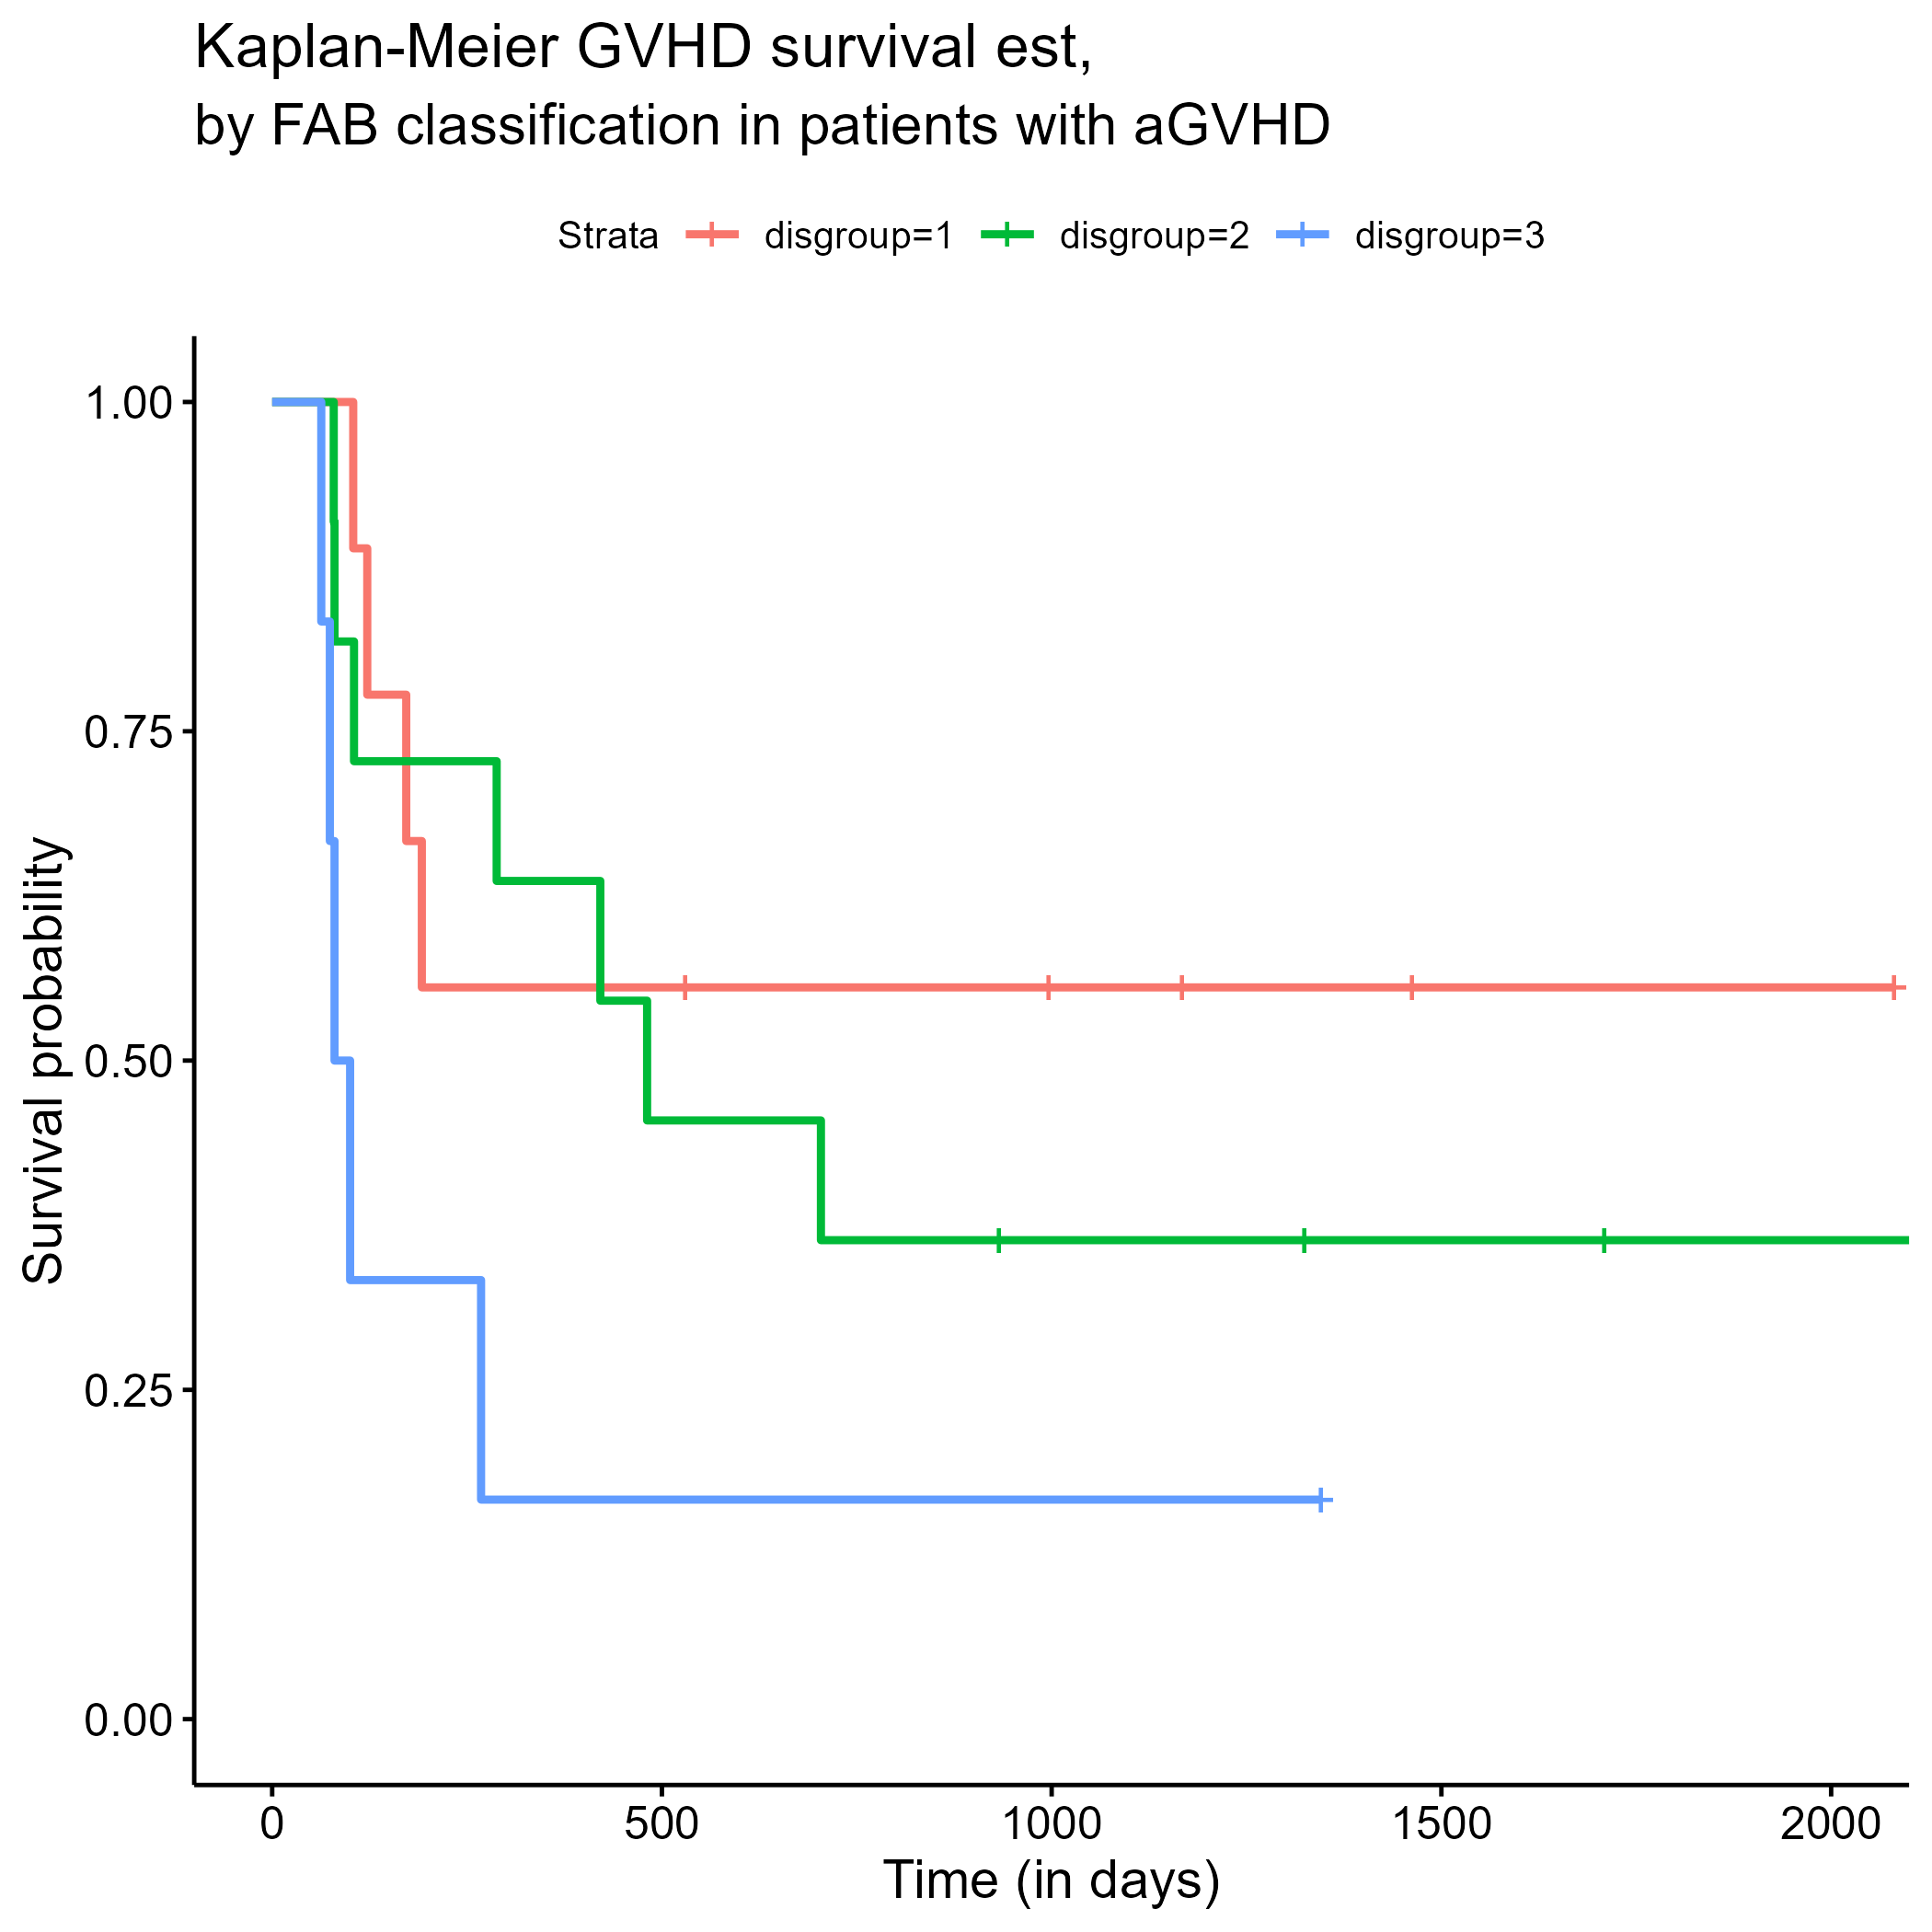 Kaplan-Meier GVHD survival est,
by FAB classification in patients with aGVHD
Strata disgroup=1 disgroup=2 disgroup=3
Survival probability
1.00
0.75
0.50
0.25
0.00
0 500 1000 1500 2000
Time (in days)